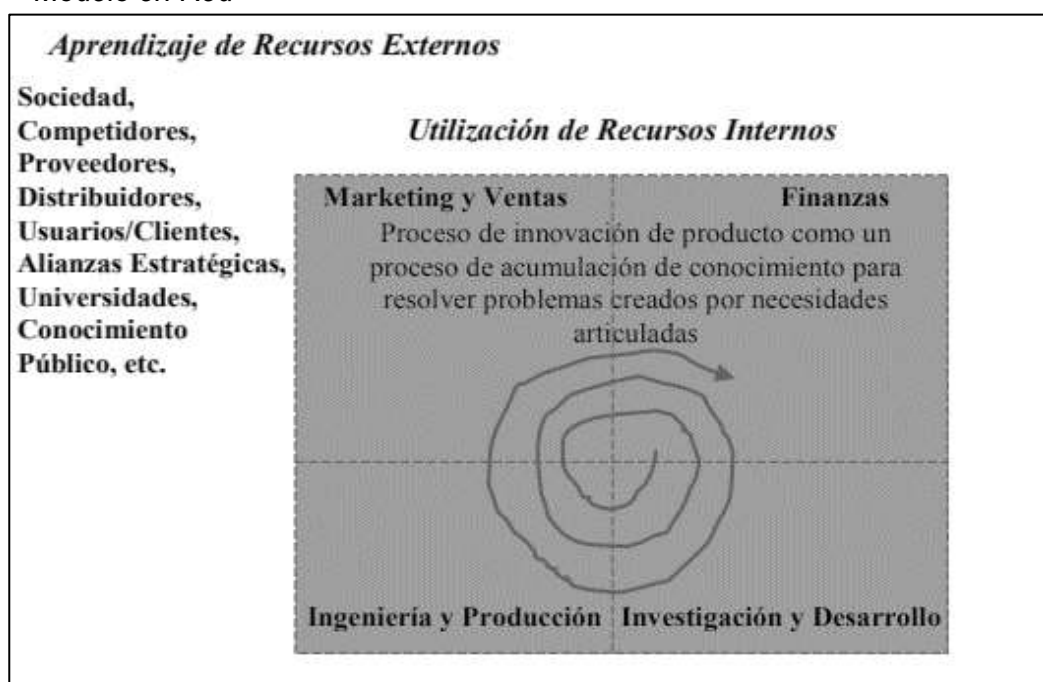 Modelo en Red
Aprendizaje de Recursos Externos
Sociedad,
Competidores,
Proveedores,
Distribuidores,
Usuarios/Clientes,
Alianzas Estratégicas,
Universidades,
Conocimiento
Público, etc.
Utilización de Recursos Internos
Marketing y Ventas
Finanzas
Proceso de innovación de producto como un
proceso de acumulación de conocimiento para
resolver problemas creados por necesidades
articuladas
Ingeniería y Producción
Investigación y Desarrollo